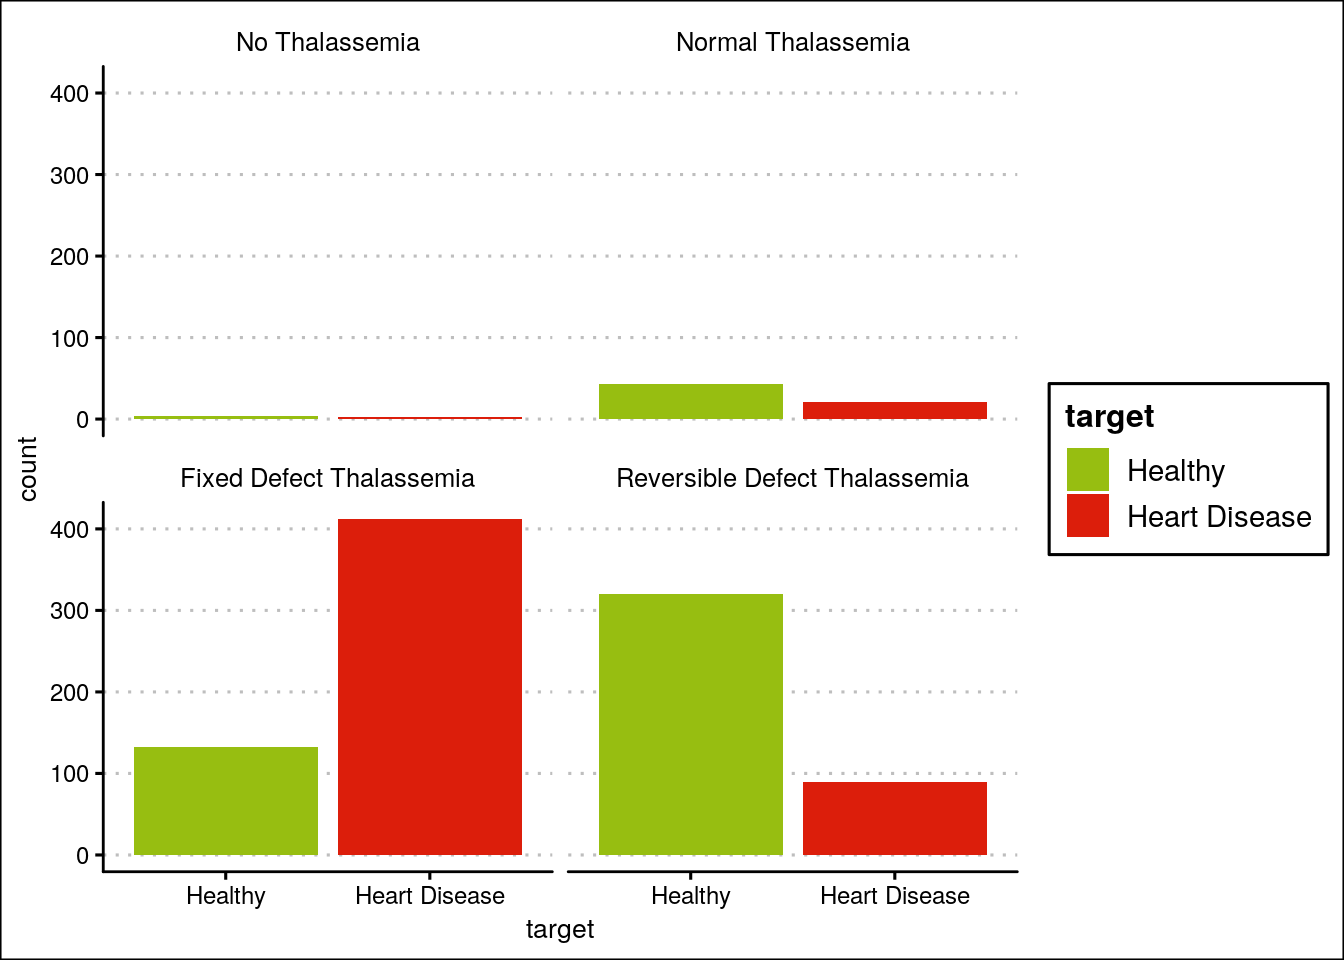 No Thalassemia
Normal Thalassemia
400
300
200
100
0
count
Fixed Defect Thalassemia
Reversible Defect Thalassemia
400
300
200
100
0
Healthy
Heart Disease
Healthy
Heart Disease
target
target
Healthy
Heart Disease